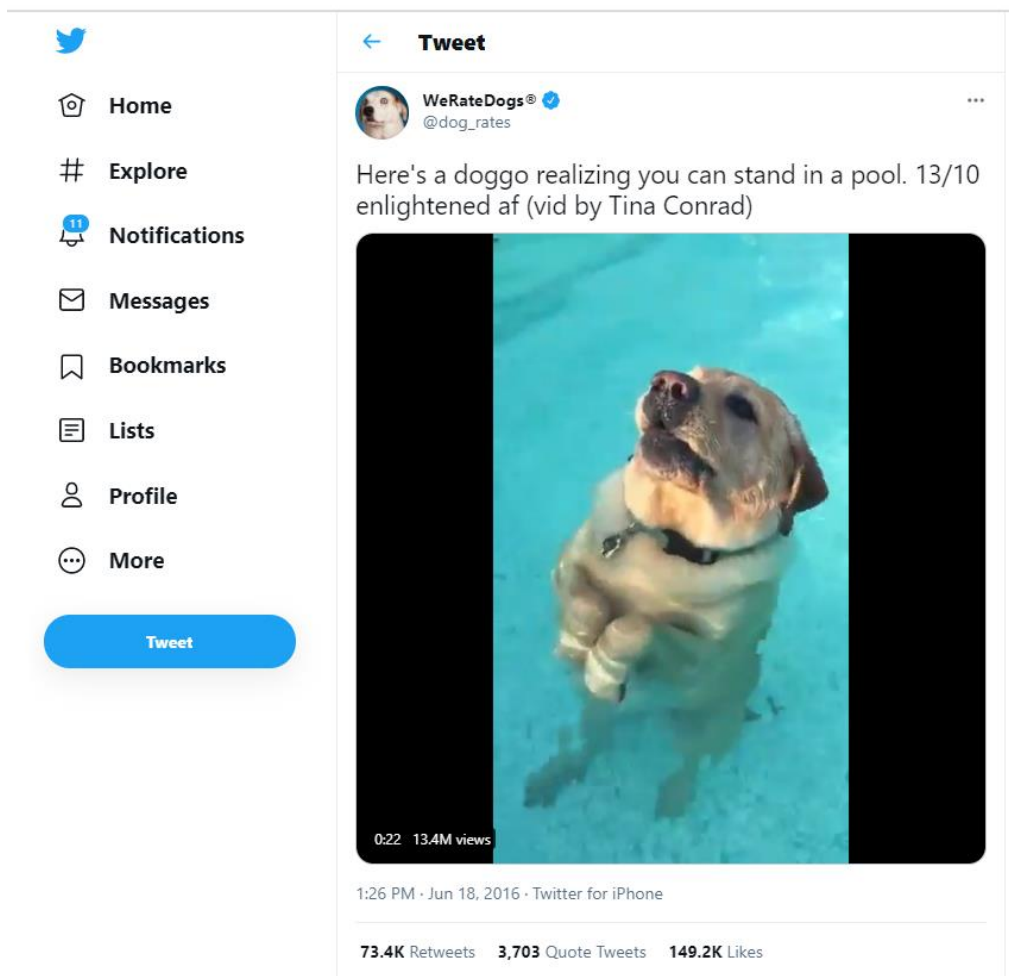 Home
Explore
11
Notifications
Messages
Bookmarks
Lists
Profile
More
Tweet
Tweet
WeRateDogs®
@dog_rates
Here's a doggo realizing you can stand in a pool. 13/10
enlightened af (vid by Tina Conrad)
0:22 13.4M views
1:26 PM · Jun 18, 2016 · Twitter for iPhone
73.4K Retweets 3,703 Quote Tweets 149.2K Likes